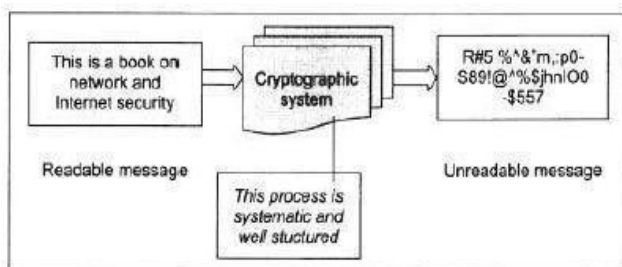 This is a book on
network and
Internet security
Cryptographic
system
R#5 %^&*m,:p0-
S89!@^%$jhnlO0
-$557
Readable message
Unreadable message
This process is
systematic and
well stuctured